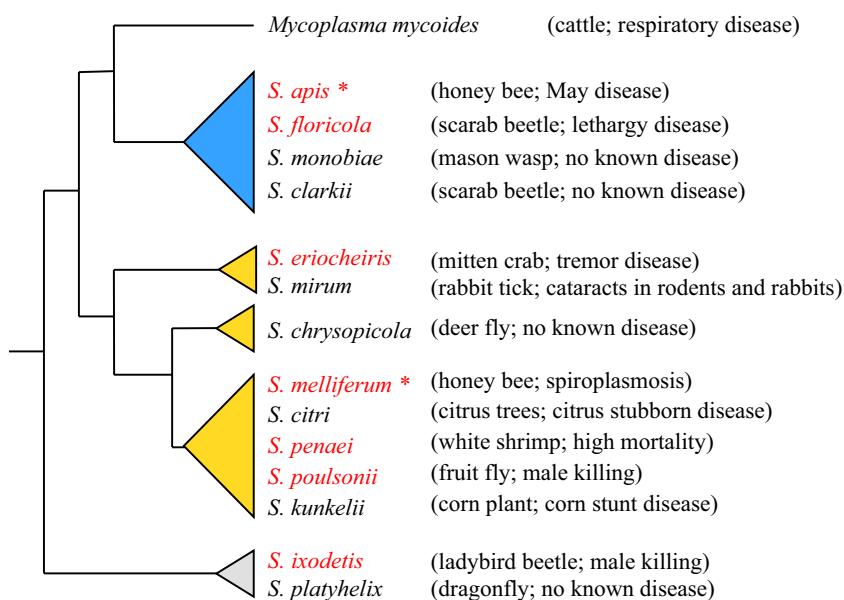 Mycoplasma mycoides (cattle; respiratory disease)
S. apis * (honey bee; May disease)
S. floricola (scarab beetle; lethargy disease)
S. monobiae (mason wasp; no known disease)
S. clarkii (scarab beetle; no known disease)
S. eriocheiris (mitten crab; tremor disease)
S. mirum (rabbit tick; cataracts in rodents and rabbits)
S. chrysopicola (deer fly; no known disease)
S. melliferum * (honey bee; spiroplasmosis)
S. citri (citrus trees; citrus stubborn disease)
S. penaei (white shrimp; high mortality)
S. poulsonii (fruit fly; male killing)
S. kunkelii (corn plant; corn stunt disease)
S. ixodetis (ladybird beetle; male killing)
S. platyhelix (dragonfly; no known disease)